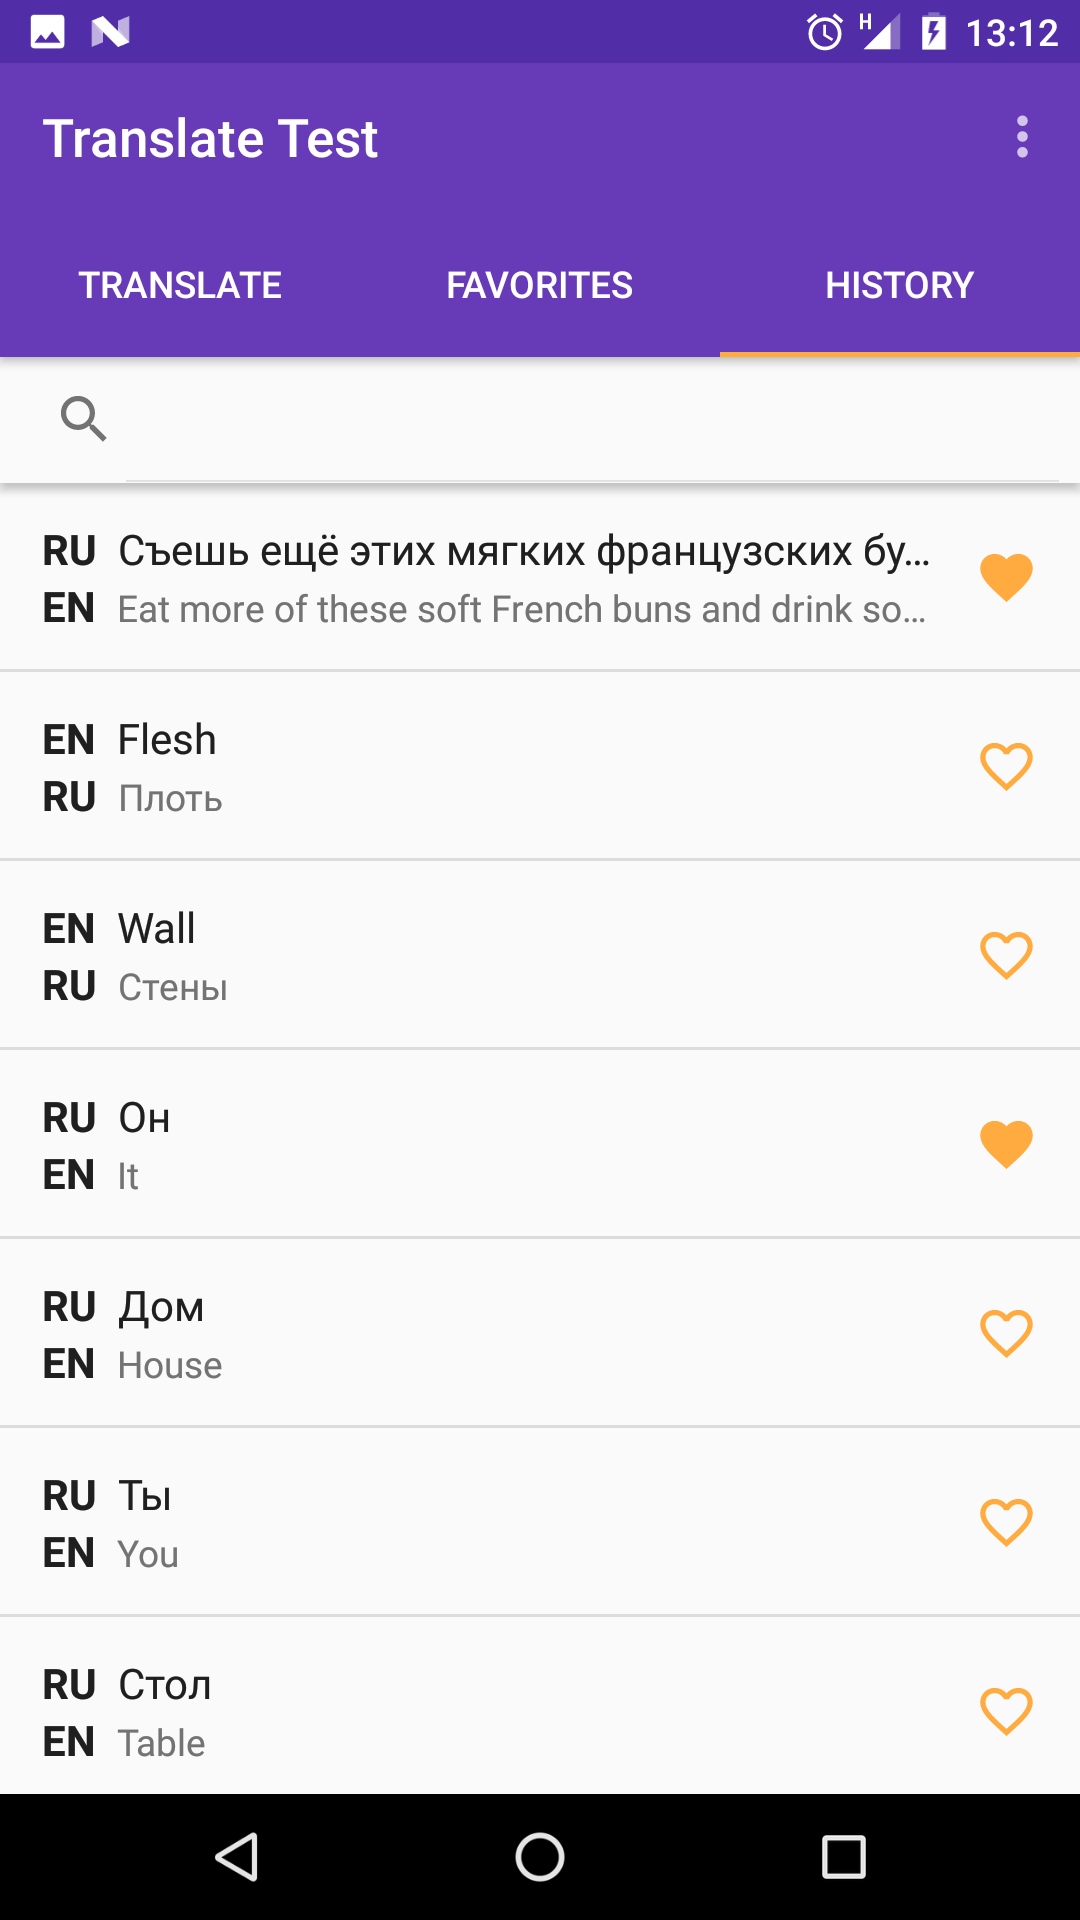 H 13:12
Translate Test
TRANSLATE FAVORITES HISTORY
RU Съешь ещё этих мягких французских бу…
EN Eat more of these soft French buns and drink so…
EN Flesh
RU Плоть
EN Wall
RU Стены
RU Он
EN It
RU Дом
EN House
RU Ты
EN You
RU Стол
EN Table